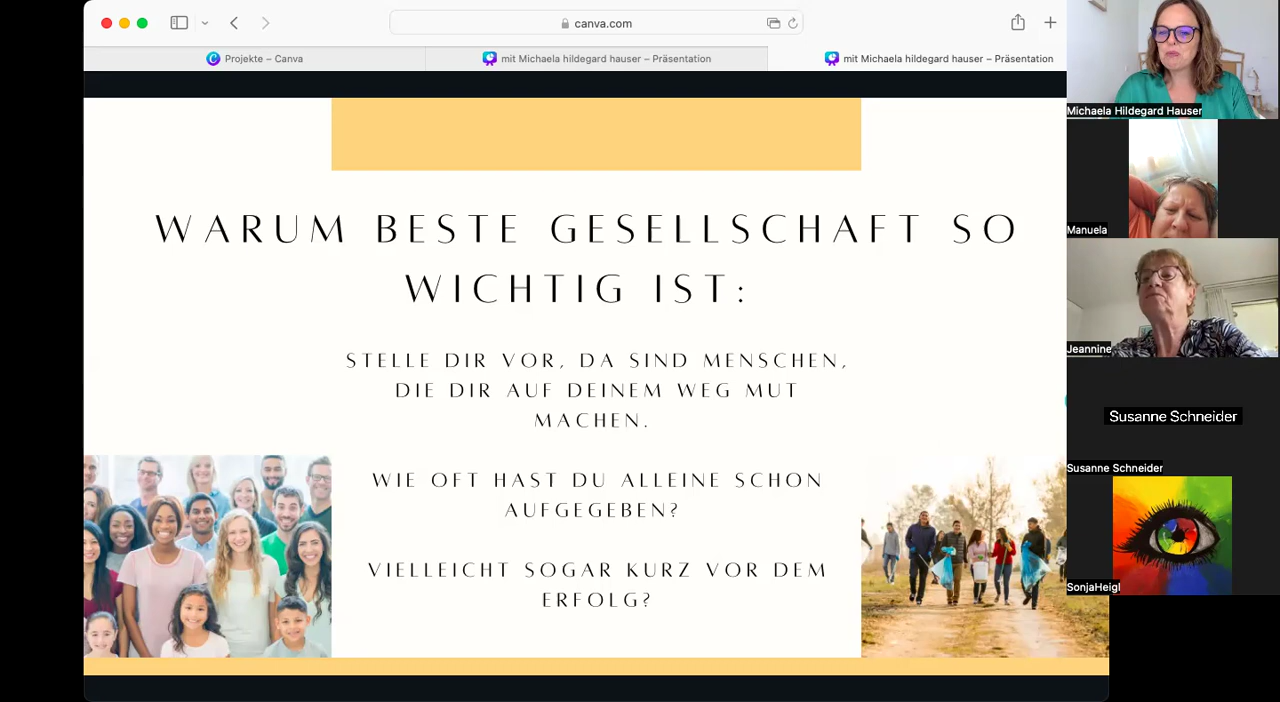 canva.com
Projekte – Canva
mit Michaela hildegard hauser – Präsentation
mit Michaela hildegard hauser – Präsentation
WARUM BESTE GESELLSCHAFT SO
WICHTIG IST:
STELLE DIR VOR, DA SIND MENSCHEN,
DIE DIR AUF DEINEM WEG MUT
MACHEN.
WIE OFT HAST DU ALLEINE SCHON
AUFGEGEBEN?
VIELLEICHT SOGAR KURZ VOR DEM
ERFOLG?
Michaela Hildegard Hauser
Manuela
Jeannine
Susanne Schneider
Susanne Schneider
SonjaHeigl